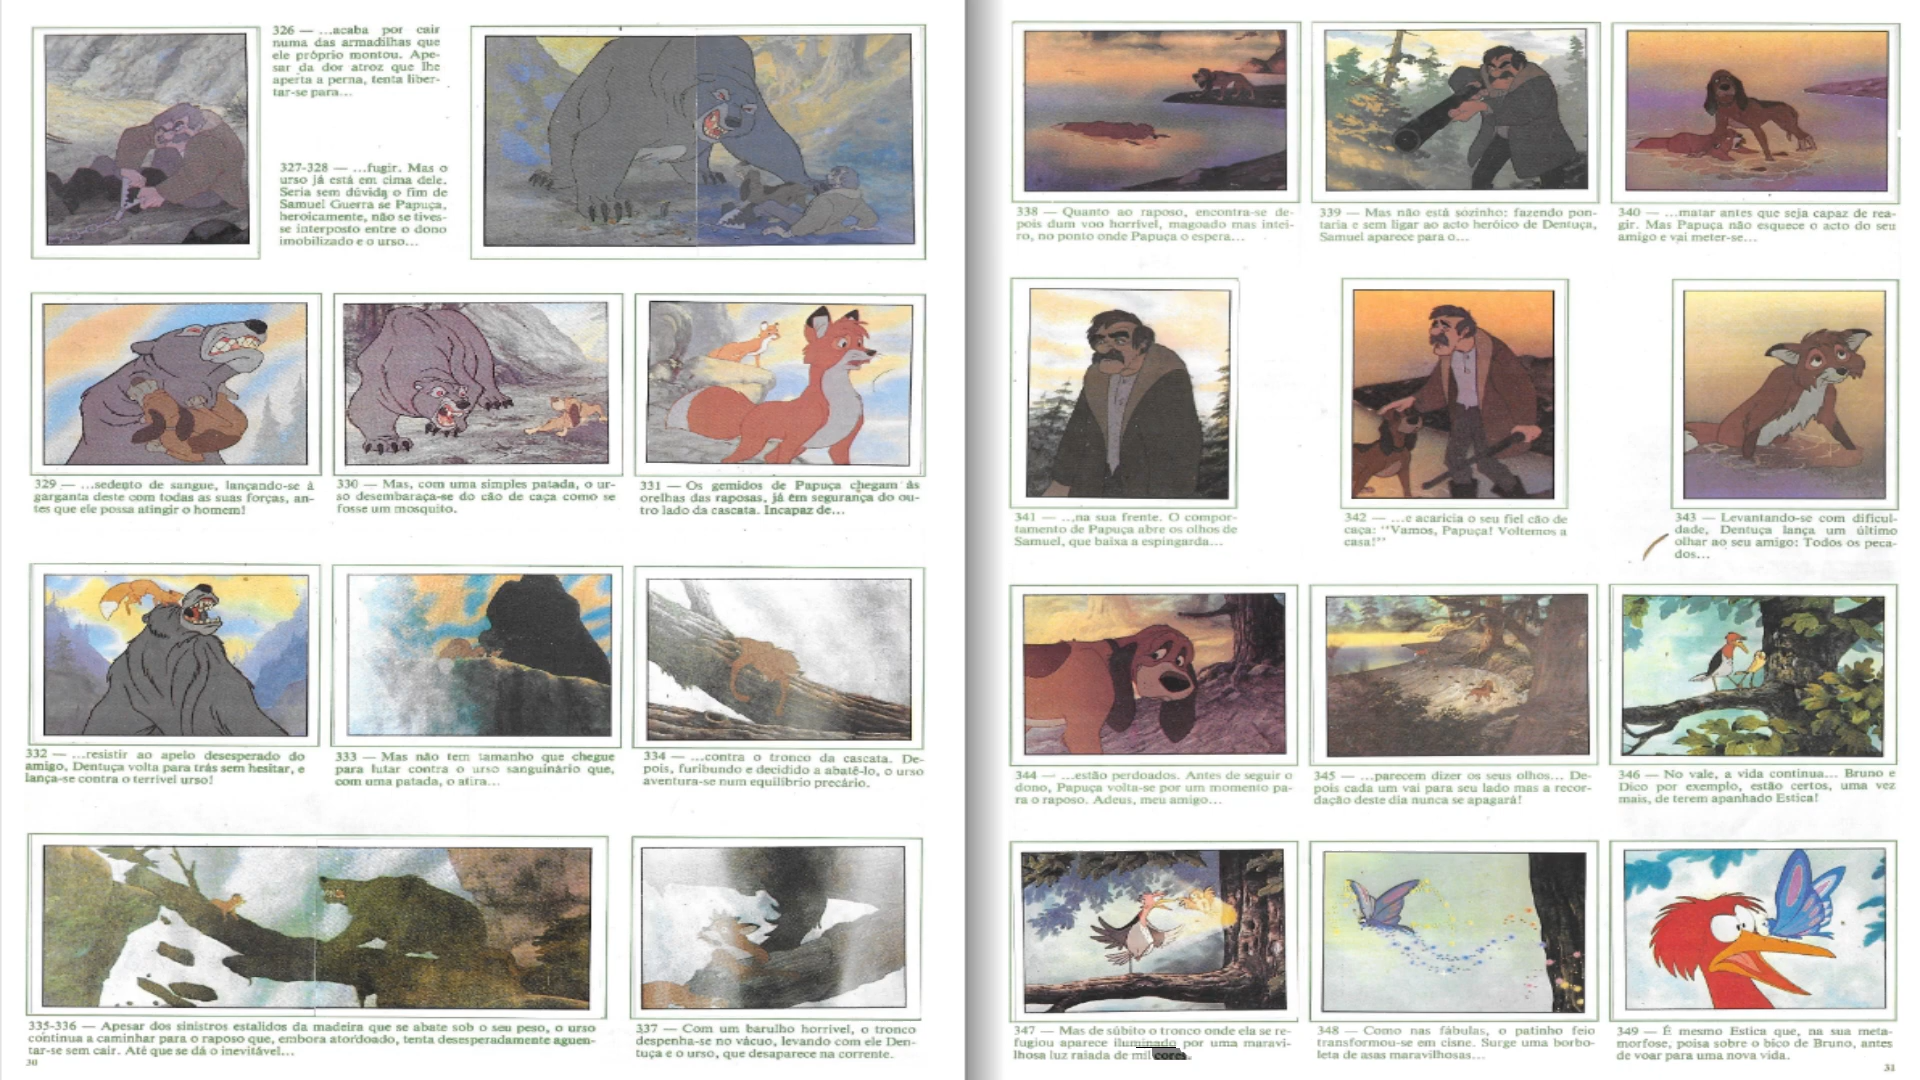 326 — ...acaba por cair
numa das armadilhas que
ele próprio montou. Ape-
sar da dor atroz que lhe
aperta a perna, tenta liber-
tar-se para...
327-328 — ...fugir. Mas o
urso já está em cima dele.
Seria sem dúvida o fim de
Samuel Guerra se Papuça,
heroicamente, não se tives-
se interposto entre o dono
imobilizado e o urso...
329 — ...sedento de sangue, lançando-se à
garganta deste com todas as suas forças, an-
tes que ele possa atingir o homem!
330 — Mas, com uma simples patada, o ur-
so desembaraça-se do cão de caça como se
fosse um mosquito.
331 — Os gemidos de Papuça chegam às
orelhas das raposas, já em segurança do ou-
tro lado da cascata. Incapaz de...
332 — ...resistir ao apelo desesperado do
amigo, Dentuça volta para trás sem hesitar, e
lança-se contra o terrivel urso!
333 — Mas não tem tamanho que chegue
para lutar contra o urso sanguinário que,
com uma patada, o atira...
334 — ...contra o tronco da cascata. De-
pois, furibundo e decidido a abatê-lo, o urso
aventura-se num equilíbrio precário.
335-336 — Apesar dos sinistros estalidos da madeira que se abate sob o seu peso, o urso
continua a caminhar para o raposo que, embora atordoado, tenta desesperadamente aguen-
tar-se sem cair. Até que se dá o inevitável...
337 — Com um barulho horrível, o tronco
despenha-se no vácuo, levando com ele Den-
tuça e o urso, que desaparece na corrente.
30
338 — Quanto ao raposo, encontra-se de-
pois dum voo horrível, magoado mas intei-
ro, no ponto onde Papuça o espera...
339 — Mas não está sozinho: fazendo pon-
taria e sem ligar ao acto heróico de Dentuça,
Samuel aparece para o...
340 — ...matar antes que seja capaz de rea-
gir. Mas Papuça não esquece o acto do seu
amigo e vai meter-se...
341 — ...na sua frente. O compor-
tamento de Papuça abre os olhos de
Samuel, que baixa a espingarda...
342 — ...e acaricia o seu fiel cão de
caça: "Vamos, Papuça! Voltemos a
casa!"
343 — Levantando-se com dificul-
dade, Dentuça lança um último
olhar ao seu amigo: Todos os peca-
dos...
344 — ...estão perdoados. Antes de seguir o
dono, Papuça volta-se por um momento pa-
ra o raposo. Adeus, meu amigo...
345 — ...parecem dizer os seus olhos... De-
pois cada um vai para seu lado mas a recor-
dação deste dia nunca se apagará!
346 — No vale, a vida continua... Bruno e
Dico por exemplo, estão certos, uma vez
mais, de terem apanhado Estica!
347 — Mas de súbito o tronco onde ela se re-
fugiou aparece iluminado por uma maravi-
lhosa luz raiada de mil cores.
348 — Como nas fábulas, o patinho feio
transformou-se em cisne. Surge uma borbo-
leta de asas maravilhosas...
349 — É mesmo Estica que, na sua meta-
morfose, poisa sobre o bico de Bruno, antes
de voar para uma nova vida.
31